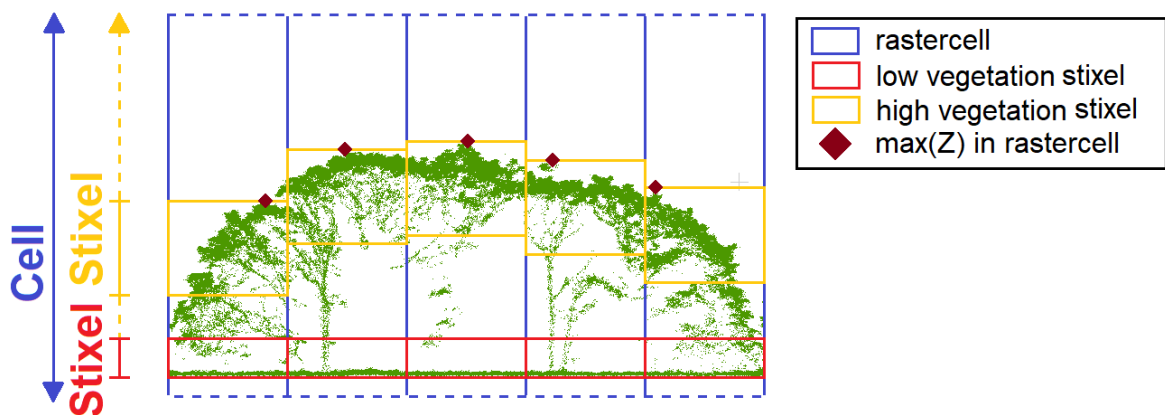 Cell
Stixel
Stixel
rastercell
low vegetation stixel
high vegetation stixel
max(Z) in rastercell